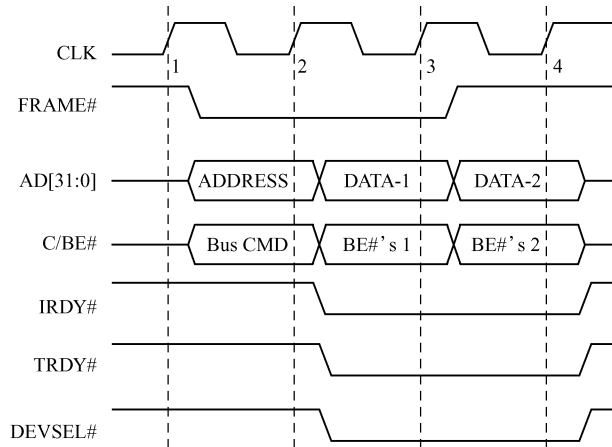 CLK
1 2 3 4
FRAME#
AD[31:0] ADDRESS DATA-1 DATA-2
C/BE# Bus CMD BE#’s 1 BE#’s 2
IRDY#
TRDY#
DEVSEL#